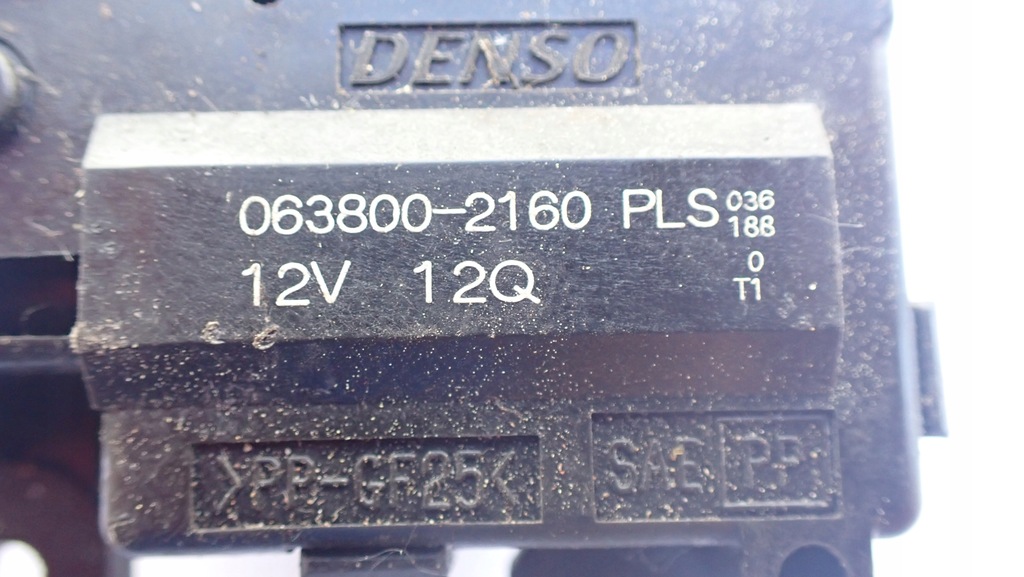 DENSO
063800-2160 PLS 036
188
12V 12Q 0
T1
>PP-GF25<
SAE PP